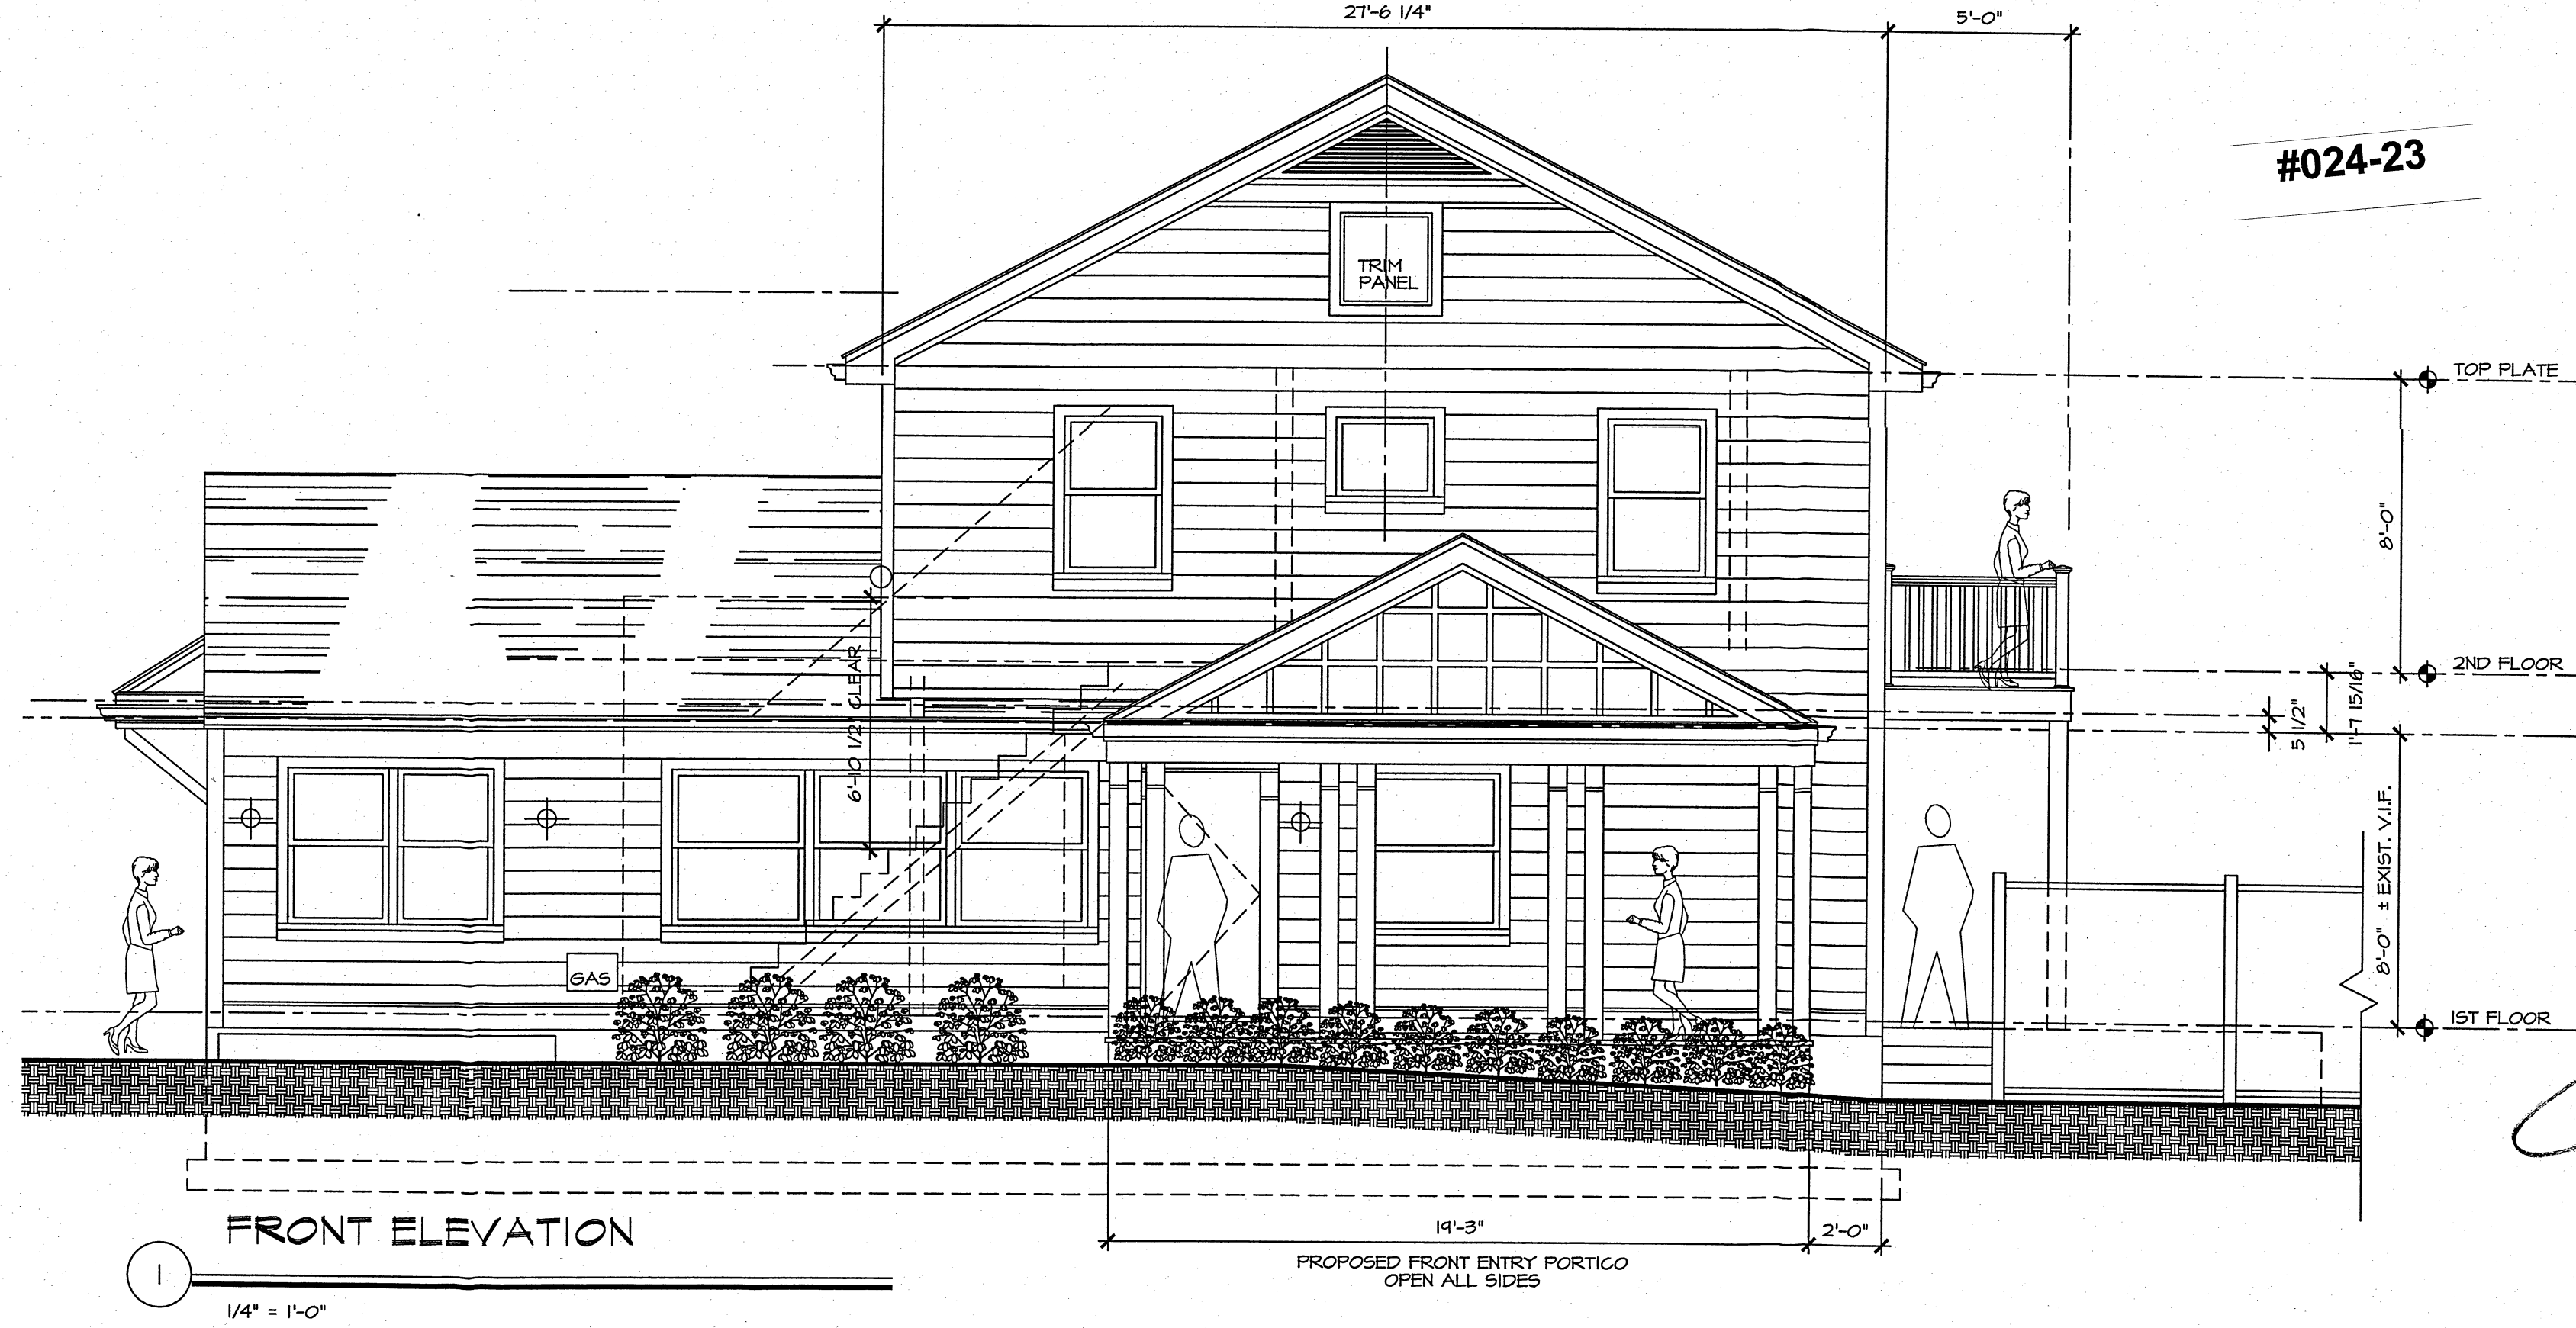 27'-6 1/4"
5'-0"
#024-23
TRIM
PANEL
TOP PLATE
8'-0"
2ND FLOOR
6'-10 1/2" CLEAR
5 1/2"
1'-7 15/16"
8'-0" ± EXIST. V.I.F.
GAS
1ST FLOOR
19'-3"
2'-0"
PROPOSED FRONT ENTRY PORTICO
OPEN ALL SIDES
FRONT ELEVATION
1
1/4" = 1'-0"